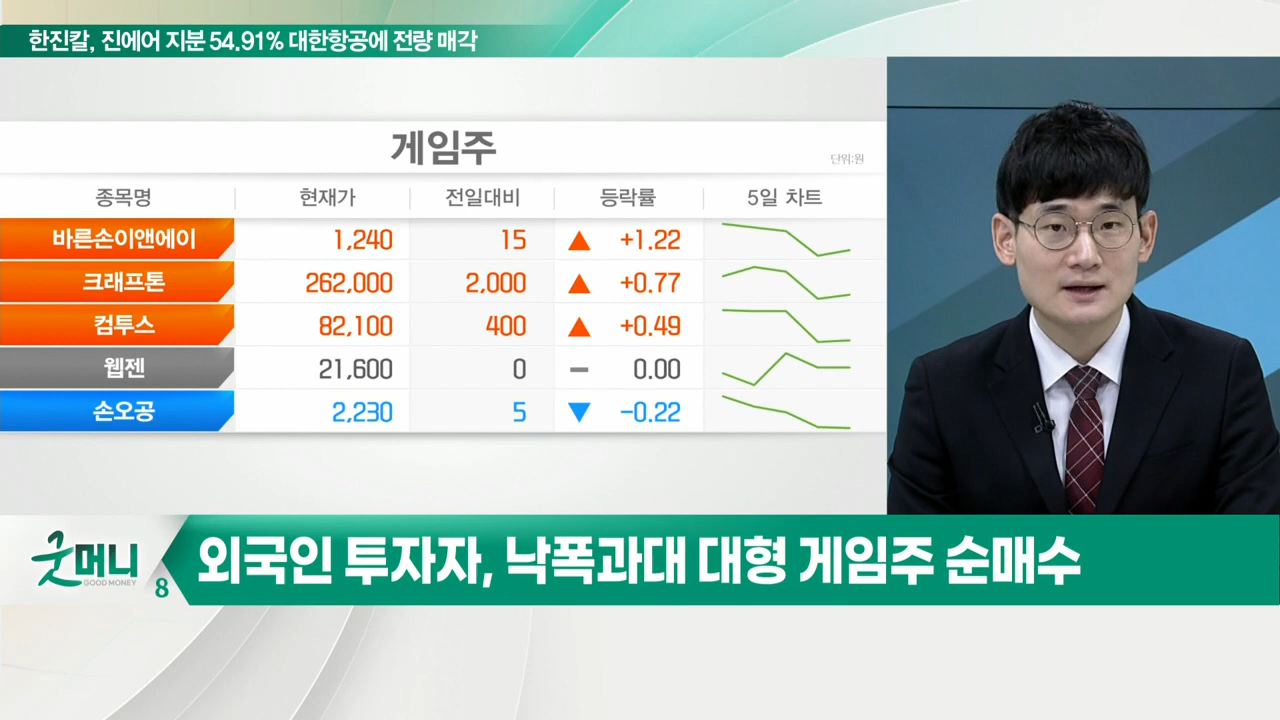 한진칼, 진에어 지분 54.91% 대한항공에 전량 매각
게임주
단위:원
종목명 현재가 전일대비 등락률 5일 차트
바른손이앤에이 1,240 15 ▲ +1.22
크래프톤 262,000 2,000 ▲ +0.77
컴투스 82,100 400 ▲ +0.49
웹젠 21,600 0 － 0.00
손오공 2,230 5 ▼ -0.22
굿머니
GOOD MONEY
8
외국인 투자자, 낙폭과대 대형 게임주 순매수